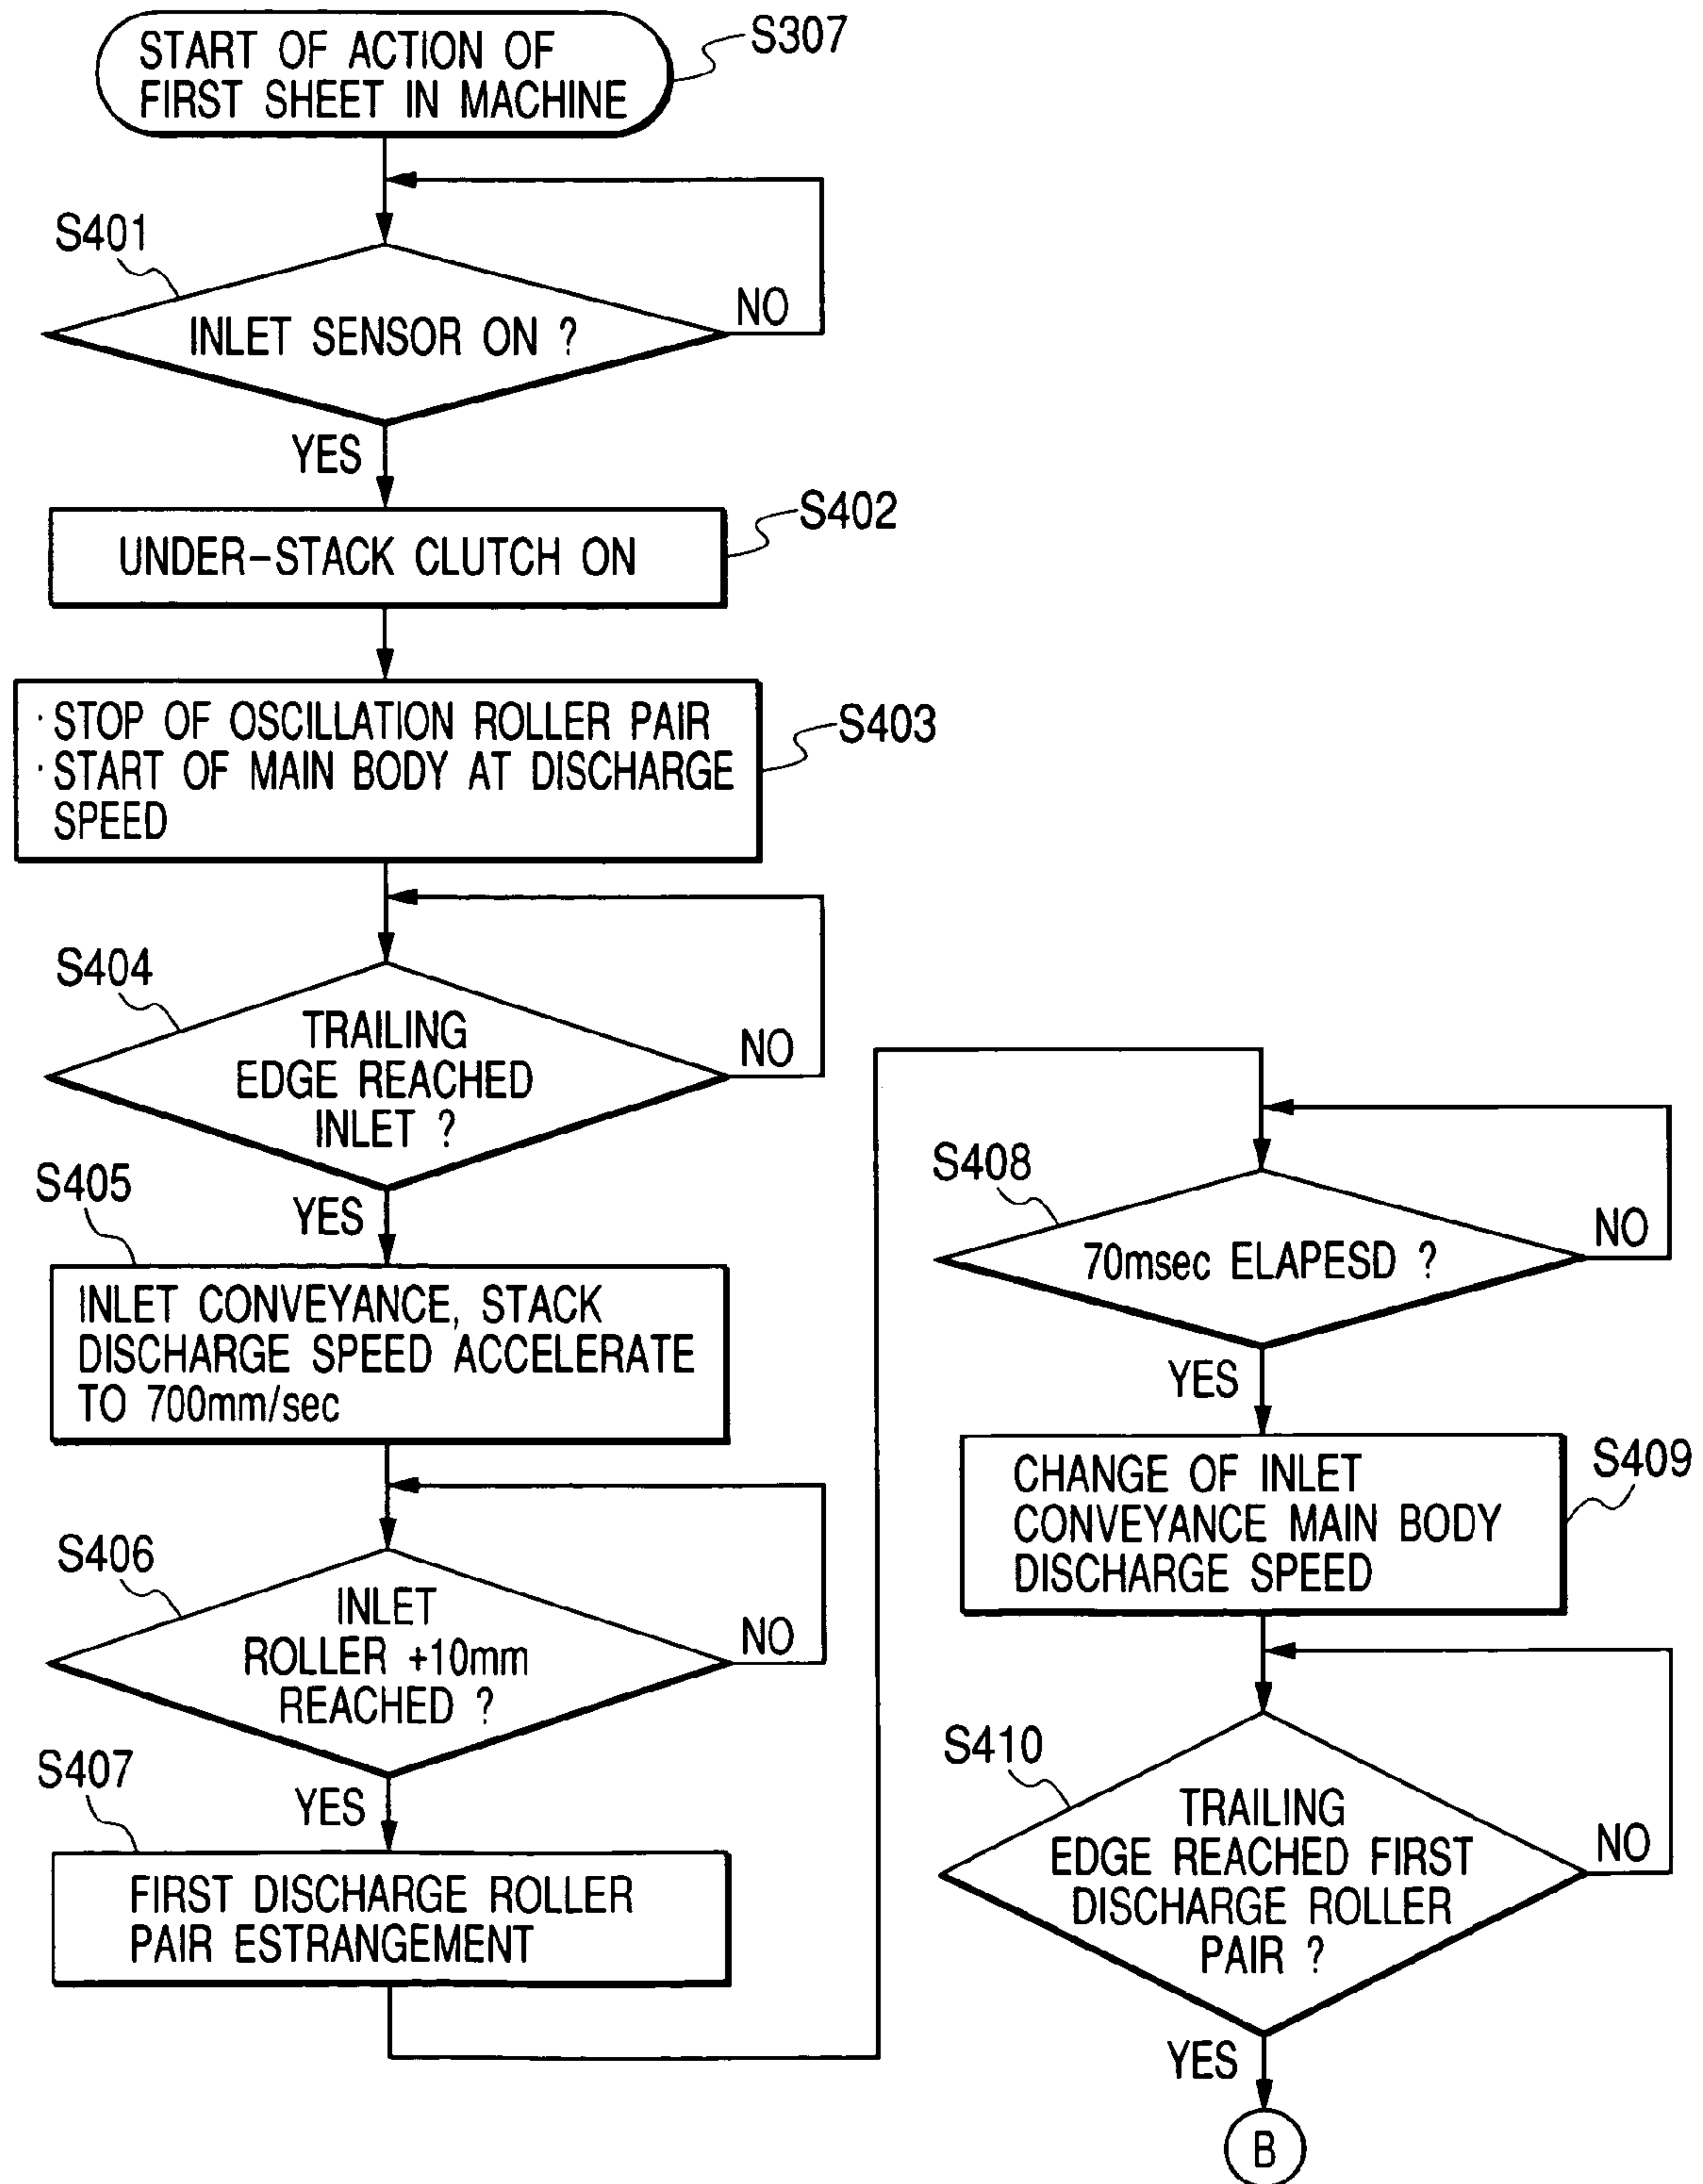 START OF ACTION OF
FIRST SHEET IN MACHINE
S307
S401
INLET SENSOR ON ?
NO
YES
UNDER-STACK CLUTCH ON
S402
· STOP OF OSCILLATION ROLLER PAIR
· START OF MAIN BODY AT DISCHARGE
SPEED
S403
S404
TRAILING
EDGE REACHED
INLET ?
NO
YES
S405
INLET CONVEYANCE, STACK
DISCHARGE SPEED ACCELERATE
TO 700mm/sec
S406
INLET
ROLLER +10mm
REACHED ?
NO
YES
S407
FIRST DISCHARGE ROLLER
PAIR ESTRANGEMENT
S408
70msec ELAPESD ?
NO
YES
CHANGE OF INLET
CONVEYANCE MAIN BODY
DISCHARGE SPEED
S409
S410
TRAILING
EDGE REACHED FIRST
DISCHARGE ROLLER
PAIR ?
NO
YES
B